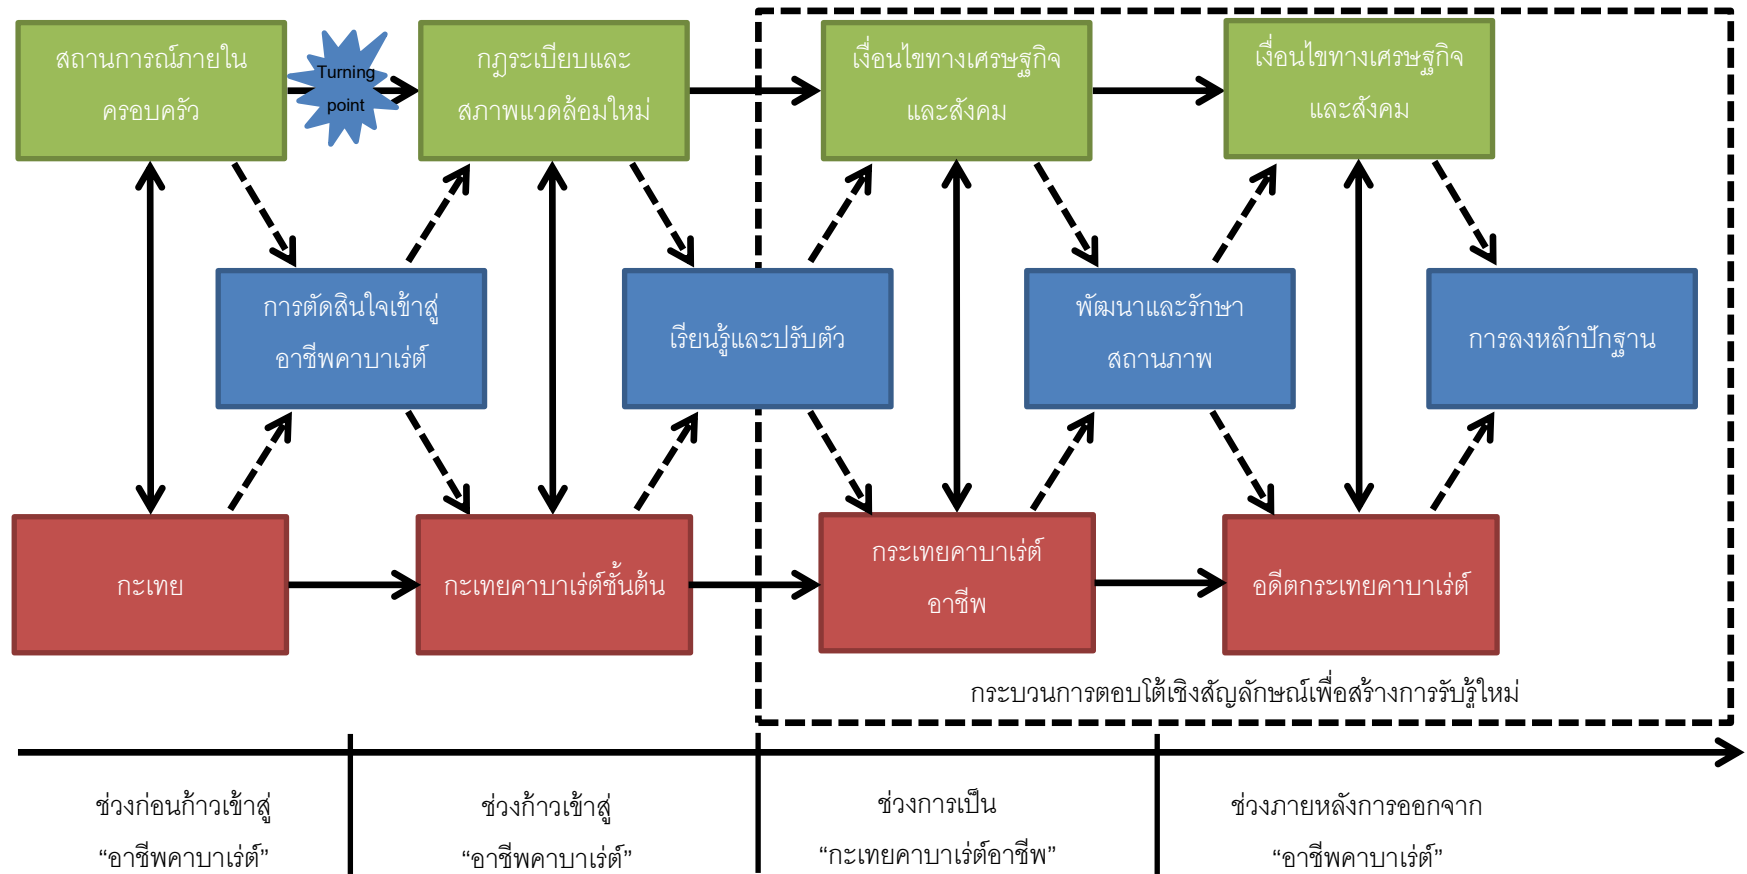 สถานการณ์ภายใน
ครอบครัว
Turning
point
กฎระเบียบและ
สภาพแวดล้อมใหม่
เงื่อนไขทางเศรษฐกิจ
และสังคม
เงื่อนไขทางเศรษฐกิจ
และสังคม
การตัดสินใจเข้าสู่
อาชีพคาบาเร่ต์
เรียนรู้และปรับตัว
พัฒนาและรักษา
สถานภาพ
การลงหลักปักฐาน
กะเทย
กะเทยคาบาเร่ต์ชั้นต้น
กระเทยคาบาเร่ต์
อาชีพ
อดีตกระเทยคาบาเร่ต์
กระบวนการตอบโต้เชิงสัญลักษณ์เพื่อสร้างการรับรู้ใหม่
ช่วงก่อนก้าวเข้าสู่
“อาชีพคาบาเร่ต์”
ช่วงก้าวเข้าสู่
“อาชีพคาบาเร่ต์”
ช่วงการเป็น
“กะเทยคาบาเร่ต์อาชีพ”
ช่วงภายหลังการออกจาก
“อาชีพคาบาเร่ต์”